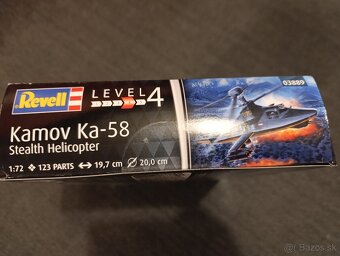 Revell
LEVEL 4
03889
Kamov Ka-58
Stealth Helicopter
1:72 ❖ 123 PARTS ↔ 19,7 cm Ø 20,0 cm
bazos.sk